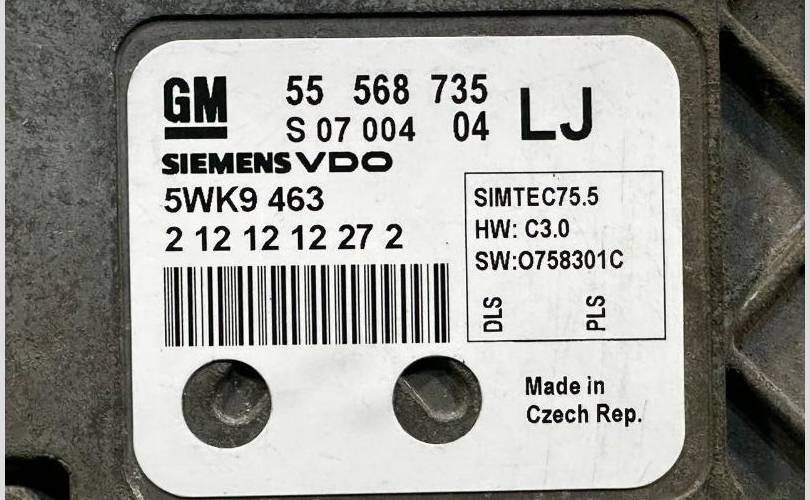 GM
55 568 735
S 07 004 04
LJ
SIEMENS VDO
5WK9 463
2 12 12 12 27 2
SIMTEC75.5
HW: C3.0
SW:O758301C
DLS
PLS
Made in
Czech Rep.